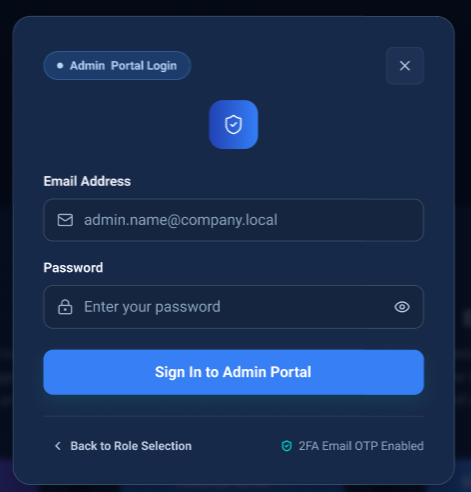 Admin Portal Login
Email Address
admin.name@company.local
Password
Enter your password
Sign In to Admin Portal
Back to Role Selection
2FA Email OTP Enabled